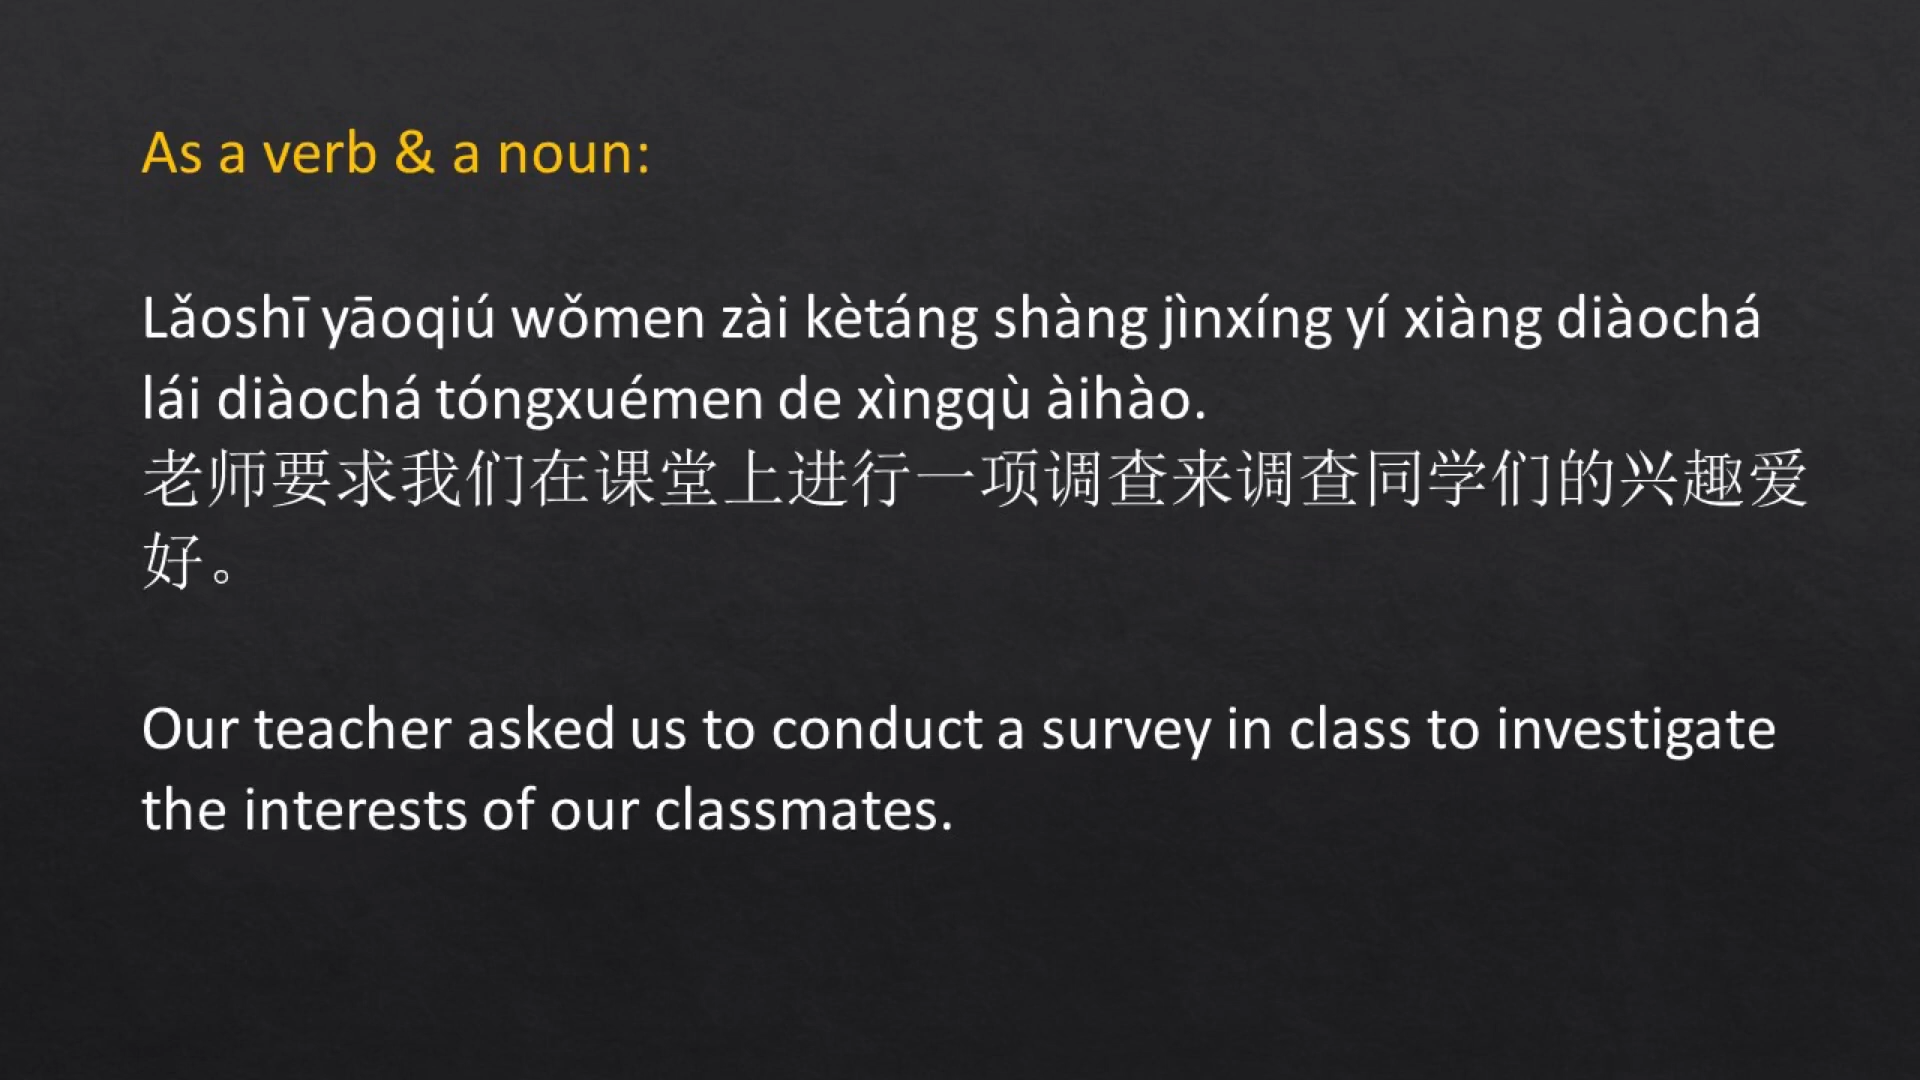 As a verb & a noun:
Lǎoshī yāoqiú wǒmen zài kètáng shàng jìnxíng yí xiàng diàochá
lái diàochá tóngxuémen de xìngqù àihào.
老师要求我们在课堂上进行一项调查来调查同学们的兴趣爱
好。
Our teacher asked us to conduct a survey in class to investigate
the interests of our classmates.